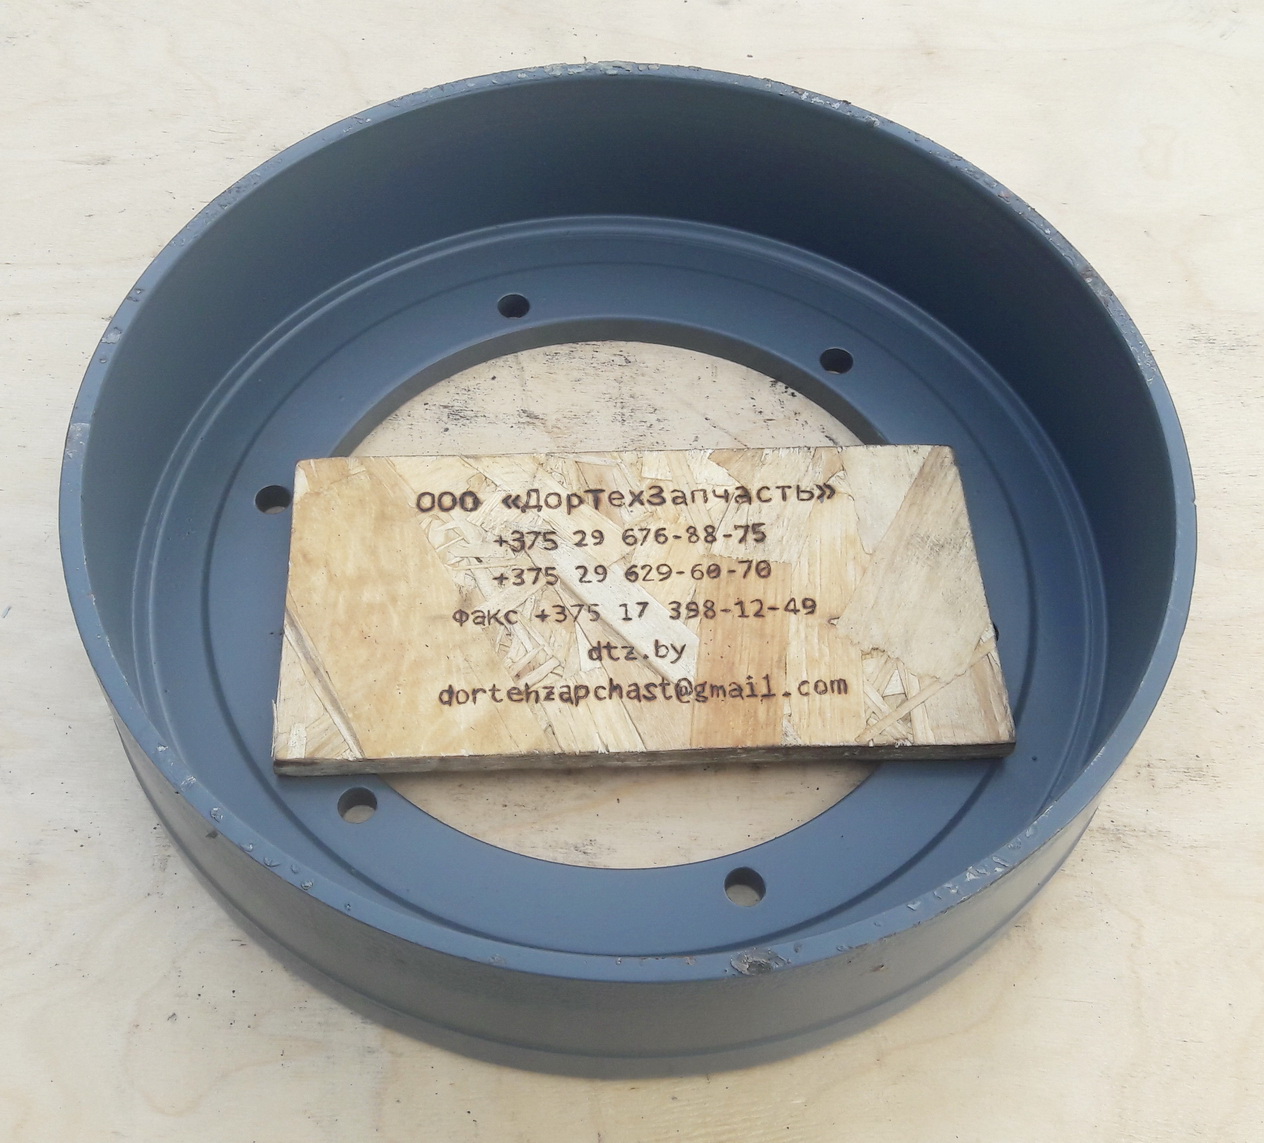 ООО «ДорТехЗапчасть»
+375 29 676-88-75
+375 29 629-60-70
Факс +375 17 398-12-49
dtz.by
dortehzapchast@gmail.com